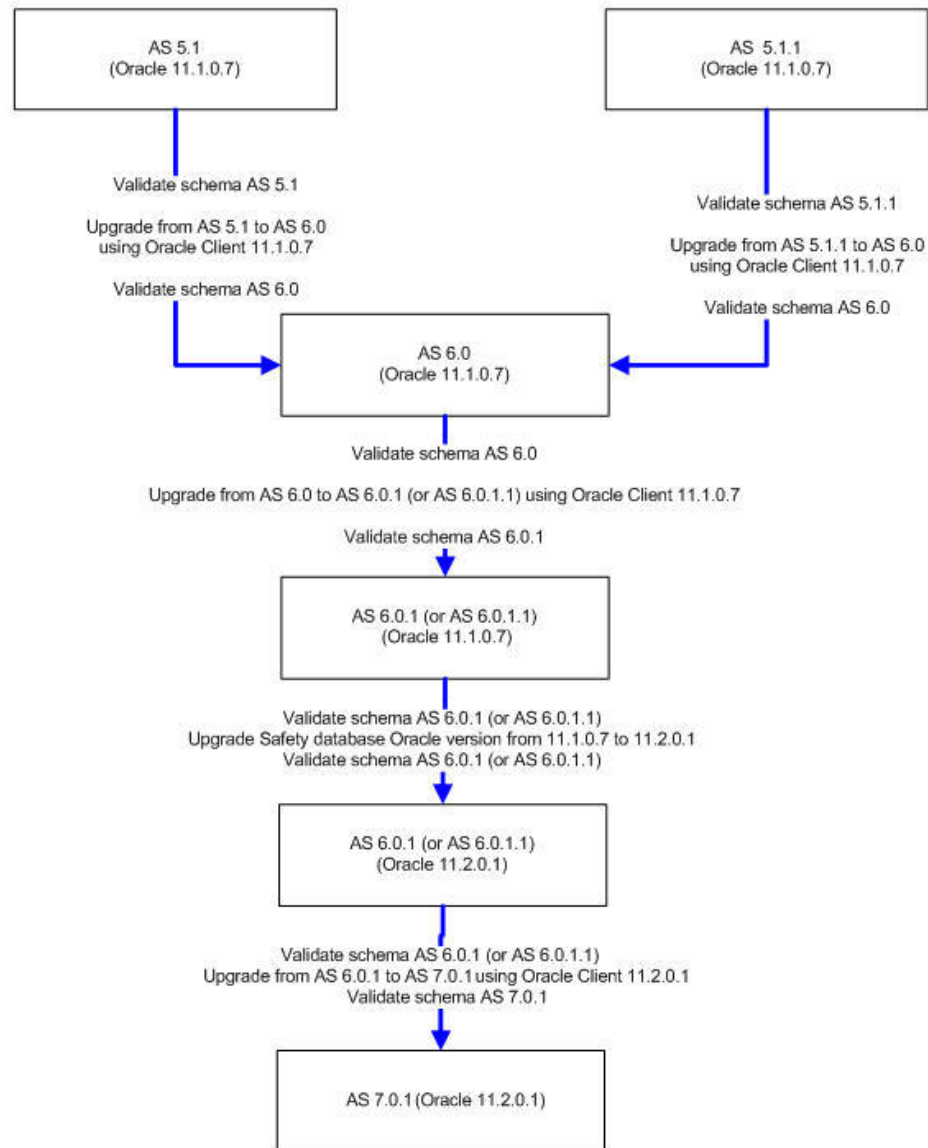 AS 5.1
(Oracle 11.1.0.7)
AS 5.1.1
(Oracle 11.1.0.7)
Validate schema AS 5.1
Upgrade from AS 5.1 to AS 6.0
using Oracle Client 11.1.0.7
Validate schema AS 6.0
Validate schema AS 5.1.1
Upgrade from AS 5.1.1 to AS 6.0
using Oracle Client 11.1.0.7
Validate schema AS 6.0
AS 6.0
(Oracle 11.1.0.7)
Validate schema AS 6.0
Upgrade from AS 6.0 to AS 6.0.1 (or AS 6.0.1.1) using Oracle Client 11.1.0.7
Validate schema AS 6.0.1
AS 6.0.1 (or AS 6.0.1.1)
(Oracle 11.1.0.7)
Validate schema AS 6.0.1 (or AS 6.0.1.1)
Upgrade Safety database Oracle version from 11.1.0.7 to 11.2.0.1
Validate schema AS 6.0.1 (or AS 6.0.1.1)
AS 6.0.1 (or AS 6.0.1.1)
(Oracle 11.2.0.1)
Validate schema AS 6.0.1 (or AS 6.0.1.1)
Upgrade from AS 6.0.1 to AS 7.0.1 using Oracle Client 11.2.0.1
Validate schema AS 7.0.1
AS 7.0.1 (Oracle 11.2.0.1)